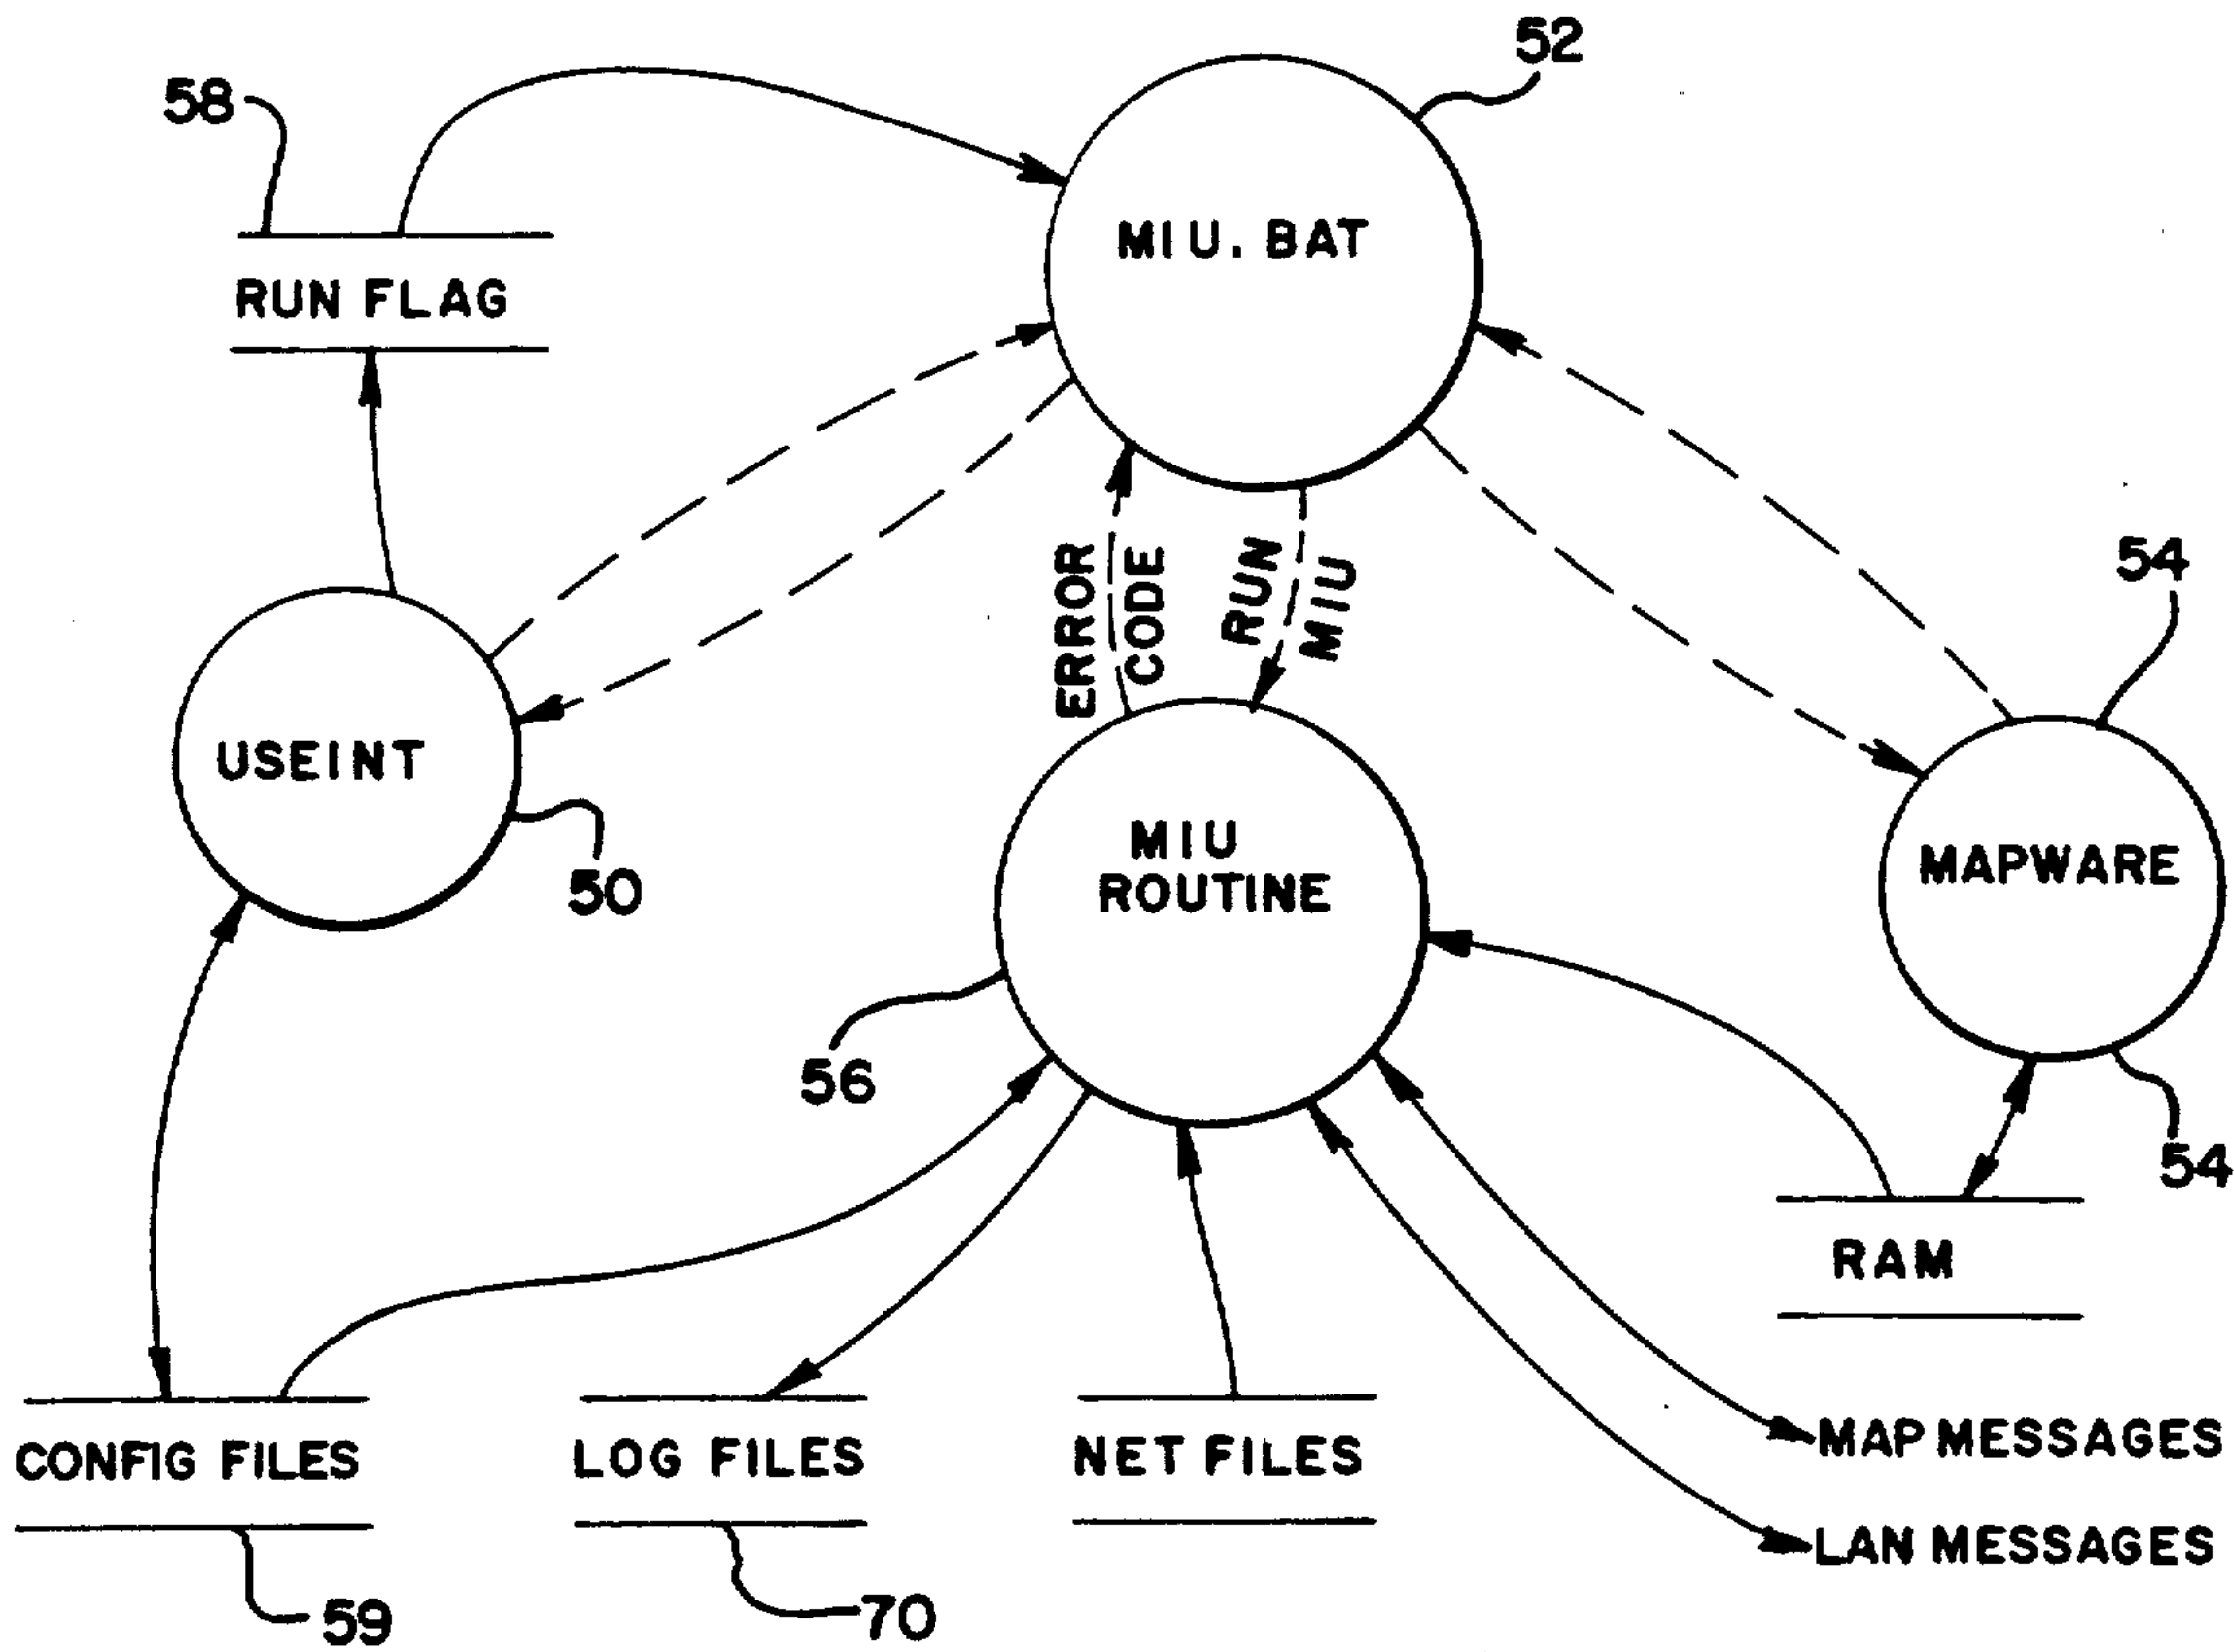 52
58
MIU. BAT
RUN FLAG
ERROR
CODE
RUN
MIU
54
USEINT
50
MIU
ROUTINE
MAPWARE
56
54
RAM
MAP MESSAGES
CONFIG FILES
LOG FILES
NET FILES
LAN MESSAGES
59
70